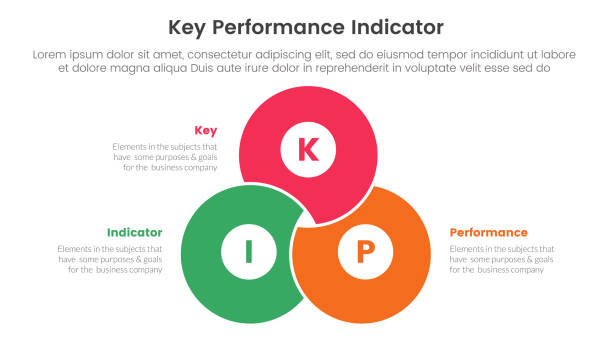 Key Performance Indicator
Lorem ipsum dolor sit amet, consectetur adipiscing elit, sed do eiusmod tempor incididunt ut labore
et dolore magna aliqua Duis aute irure dolor in reprehenderit in voluptate velit esse sed do
Key
Elements in the subjects that
have some purposes & goals
for the business company
K
Indicator
Elements in the subjects that
have some purposes & goals
for the business company
I
P
Performance
Elements in the subjects that
have some purposes & goals
for the business company